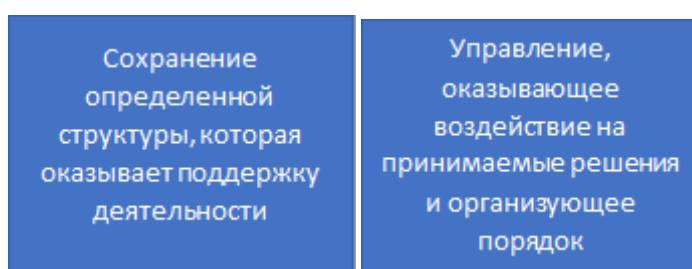 Сохранение
определенной
структуры, которая
оказывает поддержку
деятельности
Управление,
оказывающее
воздействие на
принимаемые решения
и организующее
порядок